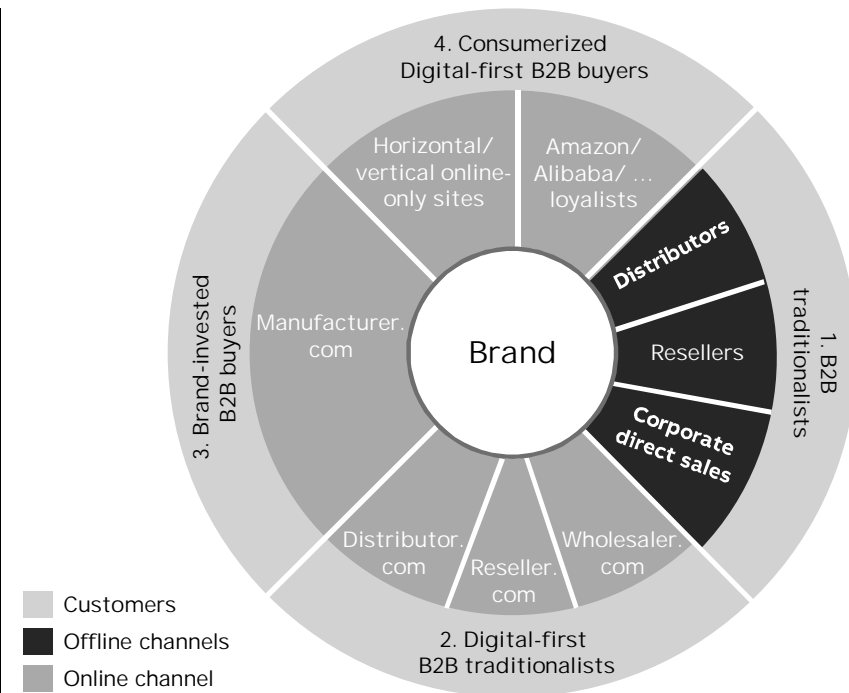 4. Consumerized
Digital-first B2B buyers
Horizontal/
vertical online-
only sites
Amazon/
Alibaba/ ...
loyalists
Distributors
Resellers
Corporate
direct sales
1. B2B
traditionalists
Manufacturer.
com
3. Brand-invested
B2B buyers
Brand
Distributor.
com
Reseller.
com
Wholesaler.
com
2. Digital-first
B2B traditionalists
Customers
Offline channels
Online channel